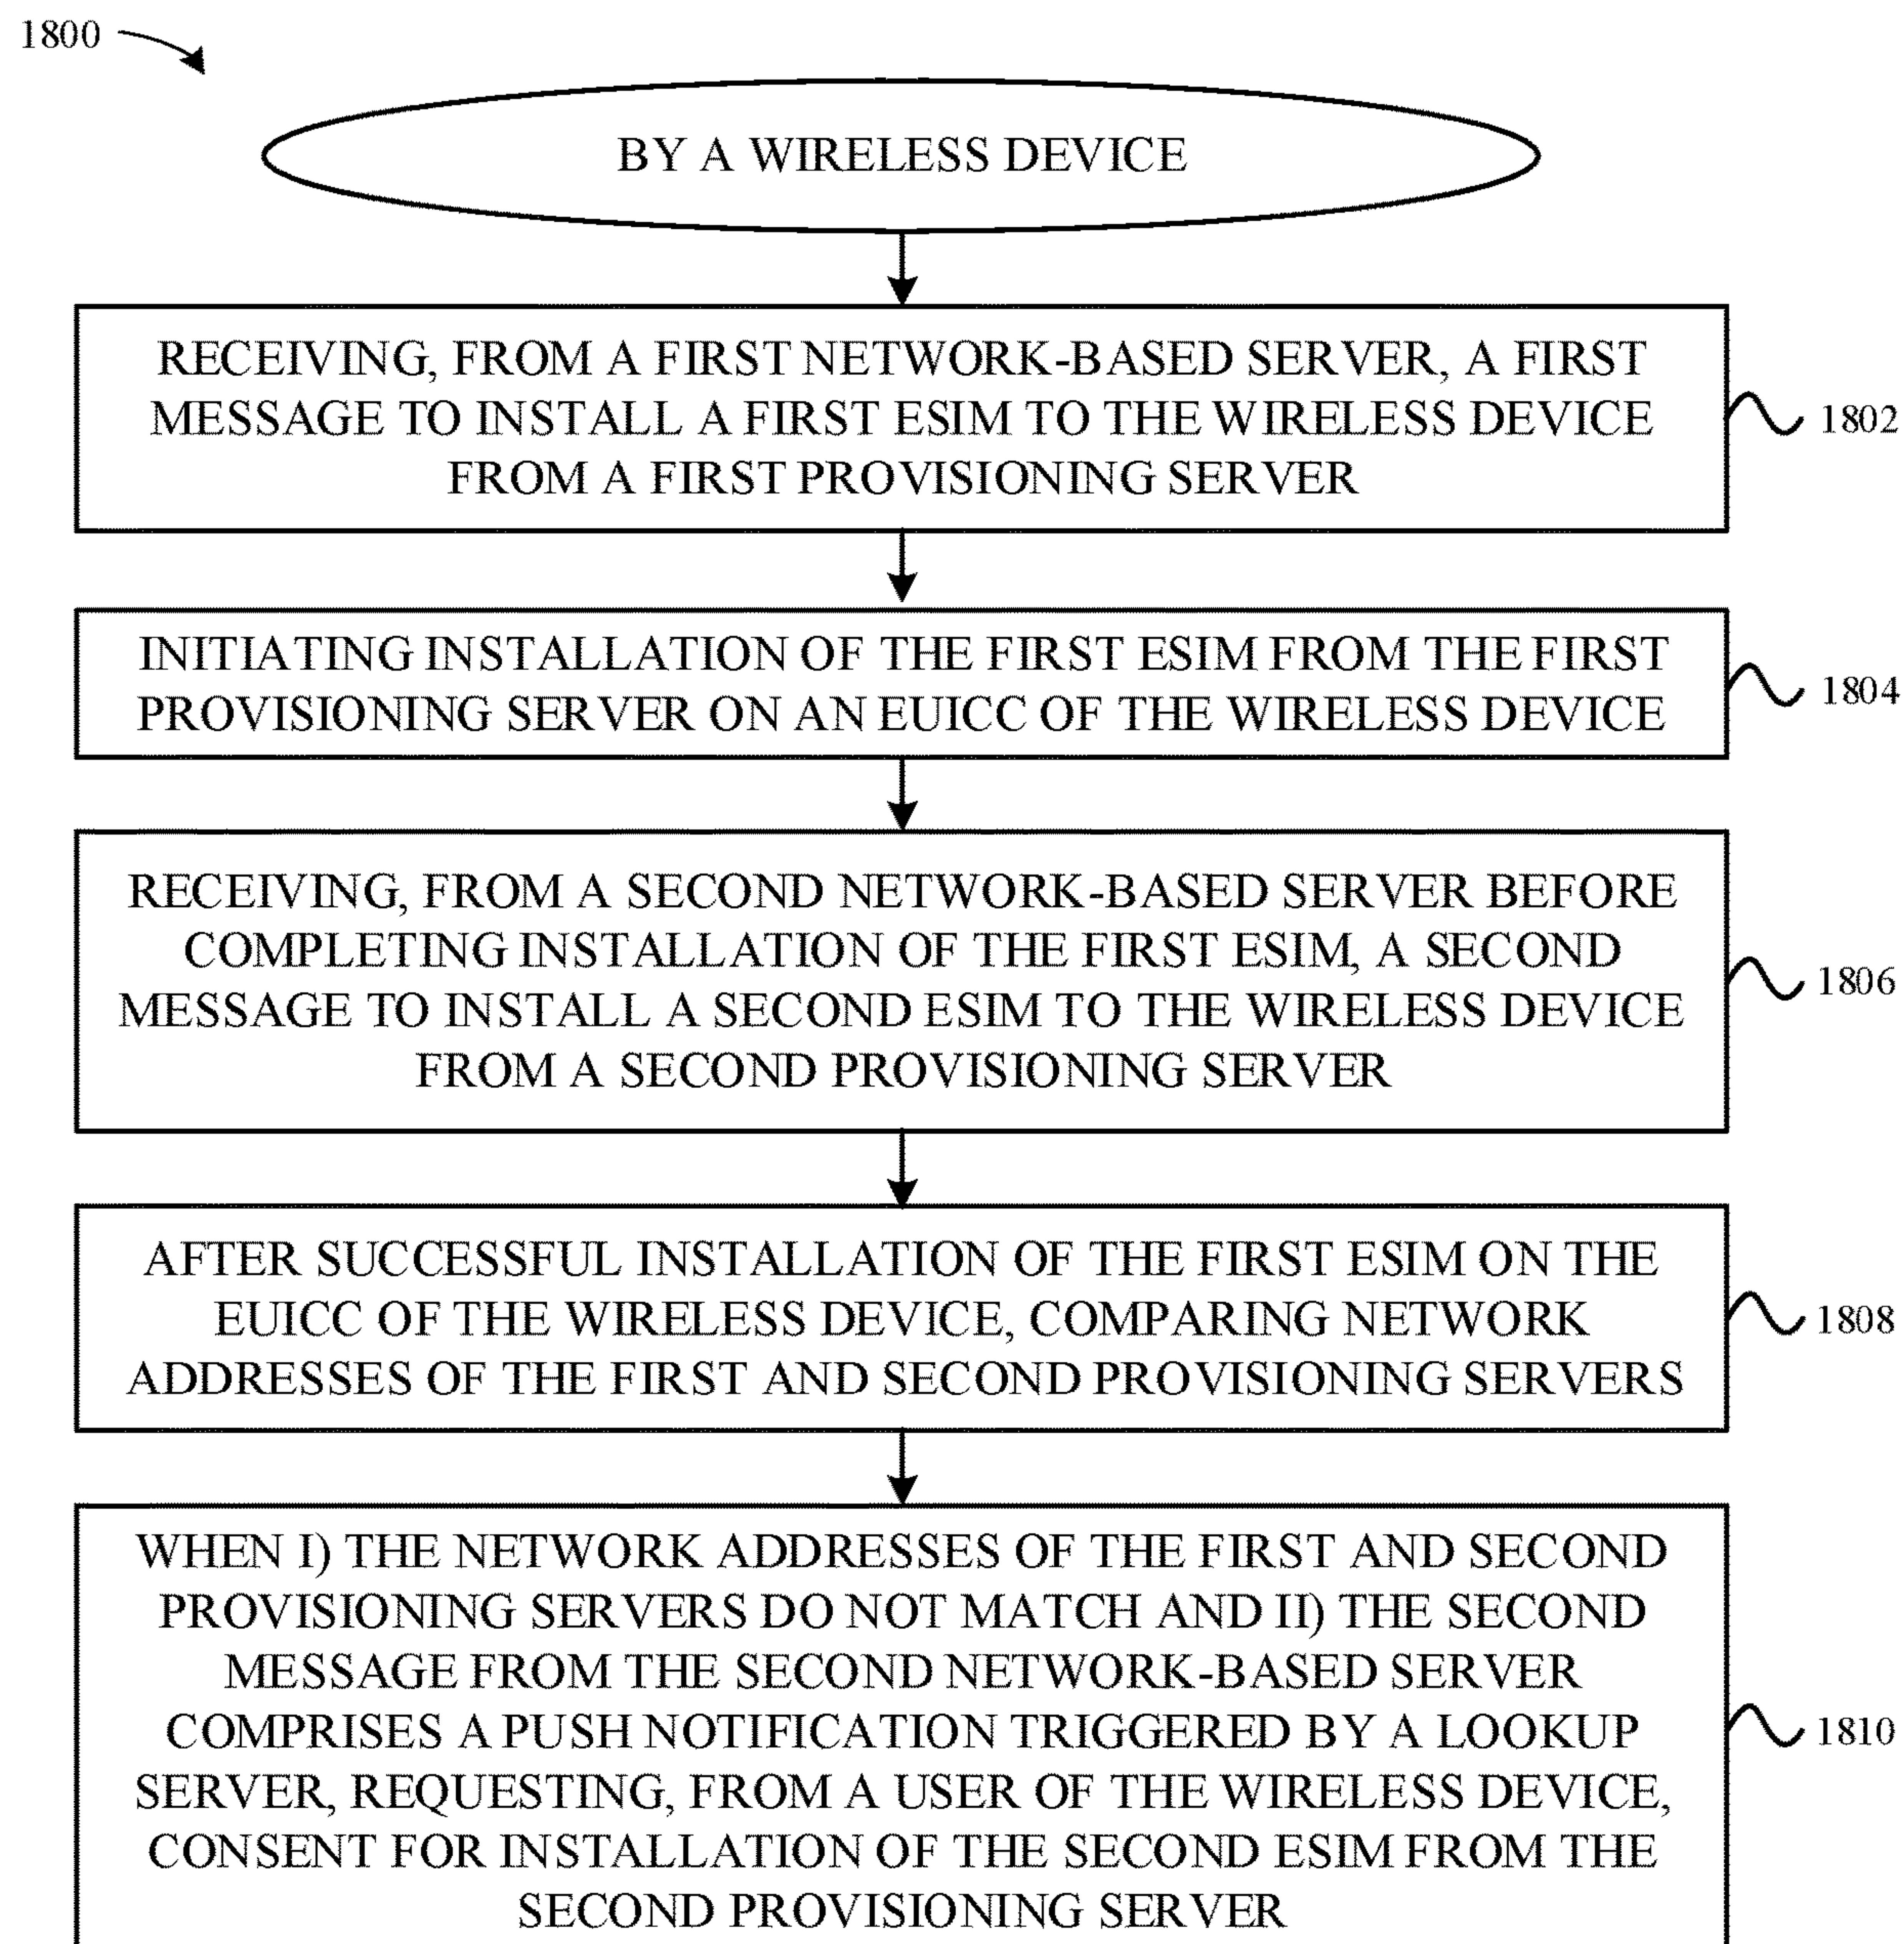 1800
BY A WIRELESS DEVICE
RECEIVING, FROM A FIRST NETWORK-BASED SERVER, A FIRST
MESSAGE TO INSTALL A FIRST ESIM TO THE WIRELESS DEVICE
FROM A FIRST PROVISIONING SERVER
1802
INITIATING INSTALLATION OF THE FIRST ESIM FROM THE FIRST
PROVISIONING SERVER ON AN EUICC OF THE WIRELESS DEVICE
1804
RECEIVING, FROM A SECOND NETWORK-BASED SERVER BEFORE
COMPLETING INSTALLATION OF THE FIRST ESIM, A SECOND
MESSAGE TO INSTALL A SECOND ESIM TO THE WIRELESS DEVICE
FROM A SECOND PROVISIONING SERVER
1806
AFTER SUCCESSFUL INSTALLATION OF THE FIRST ESIM ON THE
EUICC OF THE WIRELESS DEVICE, COMPARING NETWORK
ADDRESSES OF THE FIRST AND SECOND PROVISIONING SERVERS
1808
WHEN I) THE NETWORK ADDRESSES OF THE FIRST AND SECOND
PROVISIONING SERVERS DO NOT MATCH AND II) THE SECOND
MESSAGE FROM THE SECOND NETWORK-BASED SERVER
COMPRISES A PUSH NOTIFICATION TRIGGERED BY A LOOKUP
SERVER, REQUESTING, FROM A USER OF THE WIRELESS DEVICE,
CONSENT FOR INSTALLATION OF THE SECOND ESIM FROM THE
SECOND PROVISIONING SERVER
1810